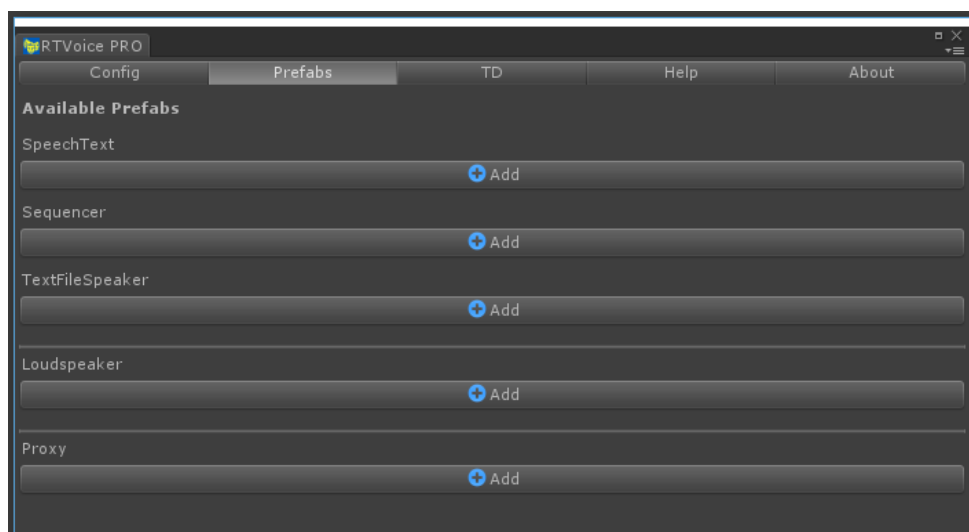 RTVoice PRO
Config Prefabs TD Help About
Available Prefabs
SpeechText
Add
Sequencer
Add
TextFileSpeaker
Add
Loudspeaker
Add
Proxy
Add